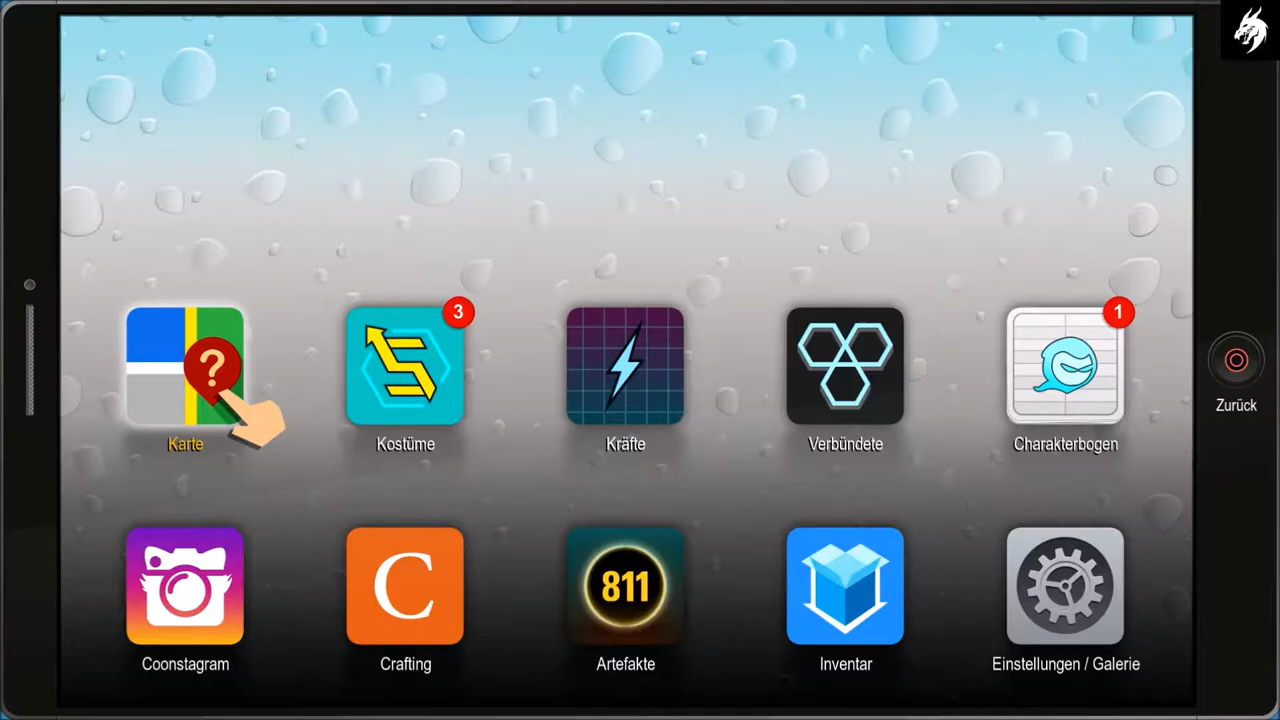 ?
3
1
Karte
Kostüme
Kräfte
Verbündete
Charakterbogen
Zurück
C
811
Coonstagram
Crafting
Artefakte
Inventar
Einstellungen / Galerie